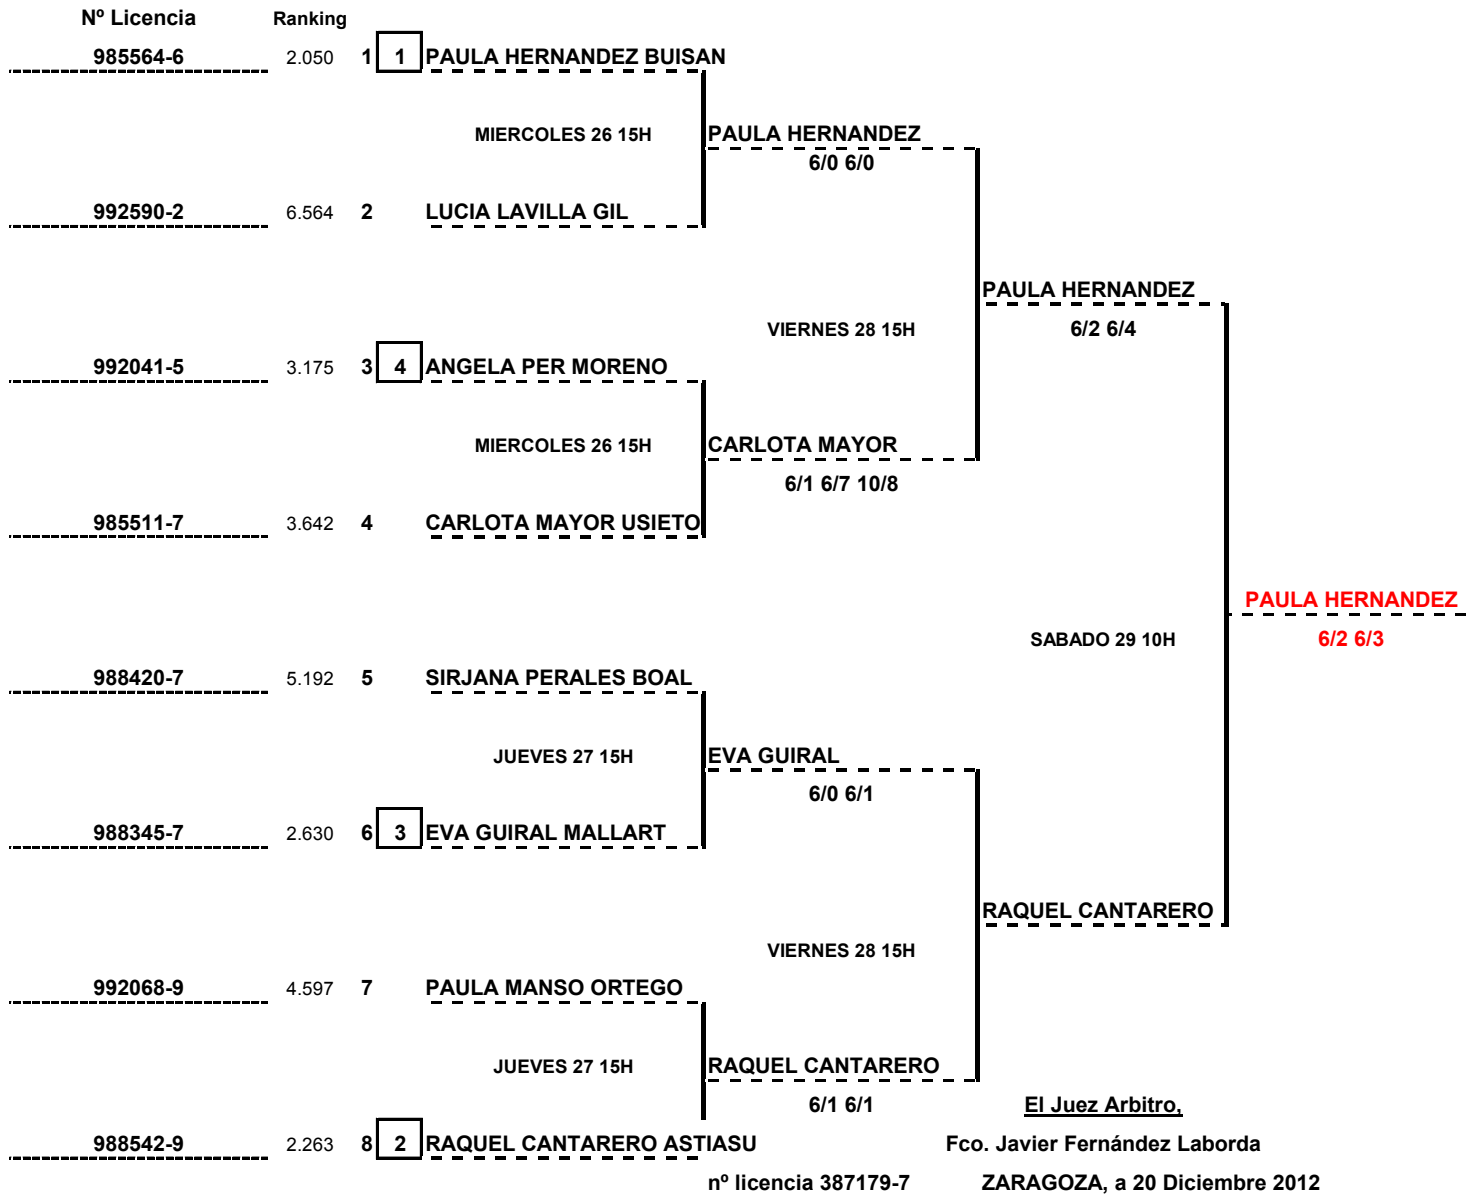 Nº Licencia Ranking
985564-6 2.050 1 1 PAULA HERNANDEZ BUISAN
MIERCOLES 26 15H PAULA HERNANDEZ
6/0 6/0
992590-2 6.564 2 LUCIA LAVILLA GIL
PAULA HERNANDEZ
VIERNES 28 15H 6/2 6/4
992041-5 3.175 3 4 ANGELA PER MORENO
MIERCOLES 26 15H CARLOTA MAYOR
6/1 6/7 10/8
985511-7 3.642 4 CARLOTA MAYOR USIETO
PAULA HERNANDEZ
SABADO 29 10H 6/2 6/3
988420-7 5.192 5 SIRJANA PERALES BOAL
JUEVES 27 15H EVA GUIRAL
6/0 6/1
988345-7 2.630 6 3 EVA GUIRAL MALLART
RAQUEL CANTARERO
VIERNES 28 15H
992068-9 4.597 7 PAULA MANSO ORTEGO
JUEVES 27 15H RAQUEL CANTARERO
6/1 6/1 El Juez Arbitro,
988542-9 2.263 8 2 RAQUEL CANTARERO ASTIASU Fco. Javier Fernández Laborda
nº licencia 387179-7 ZARAGOZA, a 20 Diciembre 2012